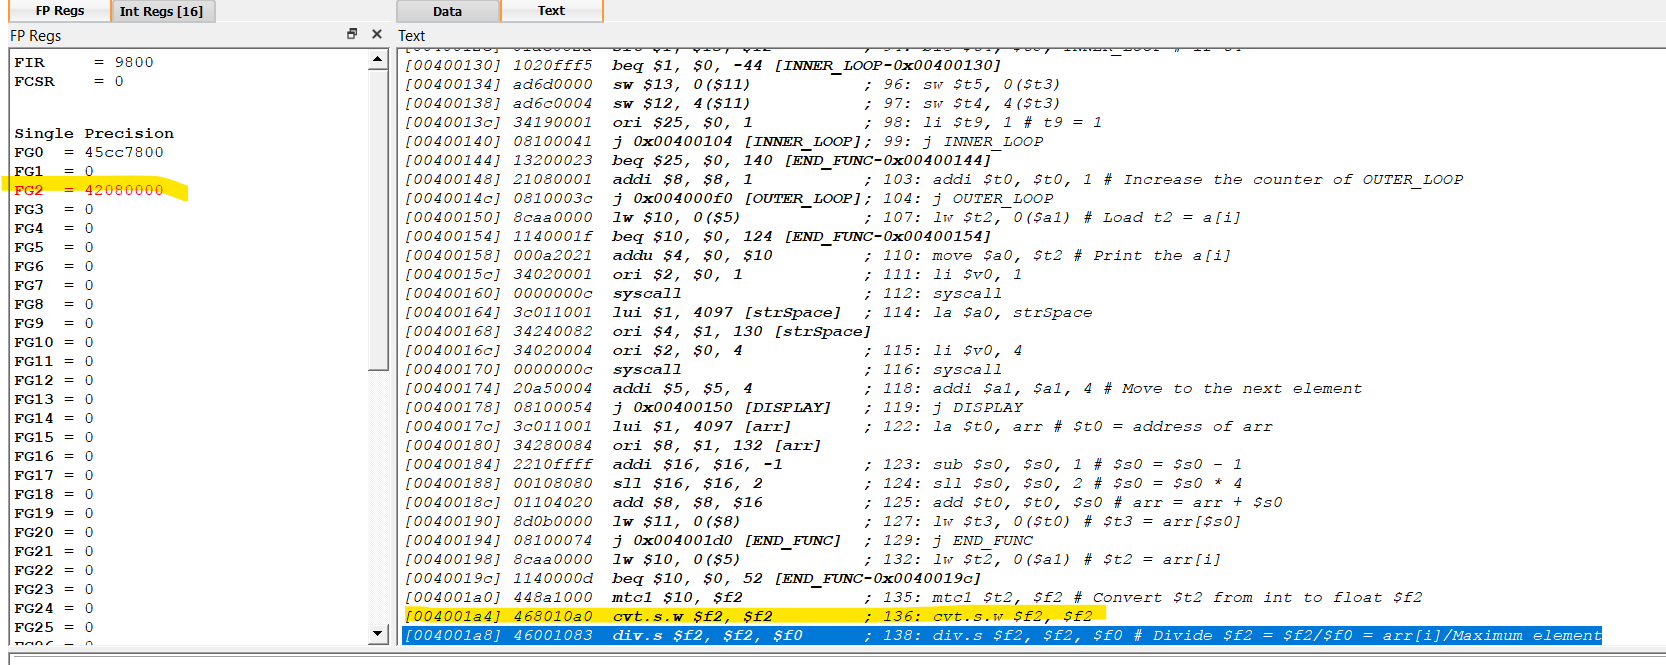 FP Regs Int Regs [16] Data Text
FP Regs Text
FIR = 9800
FCSR = 0
Single Precision
FG0 = 45cc7800
FG1 = 0
FG2 = 42080000
FG3 = 0
FG4 = 0
FG5 = 0
FG6 = 0
FG7 = 0
FG8 = 0
FG9 = 0
FG10 = 0
FG11 = 0
FG12 = 0
FG13 = 0
FG14 = 0
FG15 = 0
FG16 = 0
FG17 = 0
FG18 = 0
FG19 = 0
FG20 = 0
FG21 = 0
FG22 = 0
FG23 = 0
FG24 = 0
FG25 = 0
[00400130] 1020fff5 beq $1, $0, -44 [INNER_LOOP-0x00400130]
[00400134] ad6d0000 sw $13, 0($11) ; 96: sw $t5, 0($t3)
[00400138] ad6c0004 sw $12, 4($11) ; 97: sw $t4, 4($t3)
[0040013c] 34190001 ori $25, $0, 1 ; 98: li $t9, 1 # t9 = 1
[00400140] 08100041 j 0x00400104 [INNER_LOOP]; 99: j INNER_LOOP
[00400144] 13200023 beq $25, $0, 140 [END_FUNC-0x00400144]
[00400148] 21080001 addi $8, $8, 1 ; 103: addi $t0, $t0, 1 # Increase the counter of OUTER_LOOP
[0040014c] 0810003c j 0x004000f0 [OUTER_LOOP]; 104: j OUTER_LOOP
[00400150] 8caa0000 lw $10, 0($5) ; 107: lw $t2, 0($a1) # Load t2 = a[i]
[00400154] 1140001f beq $10, $0, 124 [END_FUNC-0x00400154]
[00400158] 000a2021 addu $4, $0, $10 ; 110: move $a0, $t2 # Print the a[i]
[0040015c] 34020001 ori $2, $0, 1 ; 111: li $v0, 1
[00400160] 0000000c syscall ; 112: syscall
[00400164] 3c011001 lui $1, 4097 [strSpace] ; 114: la $a0, strSpace
[00400168] 34240082 ori $4, $1, 130 [strSpace]
[0040016c] 34020004 ori $2, $0, 4 ; 115: li $v0, 4
[00400170] 0000000c syscall ; 116: syscall
[00400174] 20a50004 addi $5, $5, 4 ; 118: addi $a1, $a1, 4 # Move to the next element
[00400178] 08100054 j 0x00400150 [DISPLAY] ; 119: j DISPLAY
[0040017c] 3c011001 lui $1, 4097 [arr] ; 122: la $t0, arr # $t0 = address of arr
[00400180] 34280084 ori $8, $1, 132 [arr]
[00400184] 2210ffff addi $16, $16, -1 ; 123: sub $s0, $s0, 1 # $s0 = $s0 - 1
[00400188] 00108080 sll $16, $16, 2 ; 124: sll $s0, $s0, 2 # $s0 = $s0 * 4
[0040018c] 01104020 add $8, $8, $16 ; 125: add $t0, $t0, $s0 # arr = arr + $s0
[00400190] 8d0b0000 lw $11, 0($8) ; 127: lw $t3, 0($t0) # $t3 = arr[$s0]
[00400194] 08100074 j 0x004001d0 [END_FUNC] ; 129: j END_FUNC
[00400198] 8caa0000 lw $10, 0($5) ; 132: lw $t2, 0($a1) # $t2 = arr[i]
[0040019c] 1140000d beq $10, $0, 52 [END_FUNC-0x0040019c]
[004001a0] 448a1000 mtc1 $10, $f2 ; 135: mtc1 $t2, $f2 # Convert $t2 from int to float $f2
[004001a4] 468010a0 cvt.s.w $f2, $f2 ; 136: cvt.s.w $f2, $f2
[004001a8] 46001083 div.s $f2, $f2, $f0 ; 138: div.s $f2, $f2, $f0 # Divide $f2 = $f2/$f0 = arr[i]/Maximum element